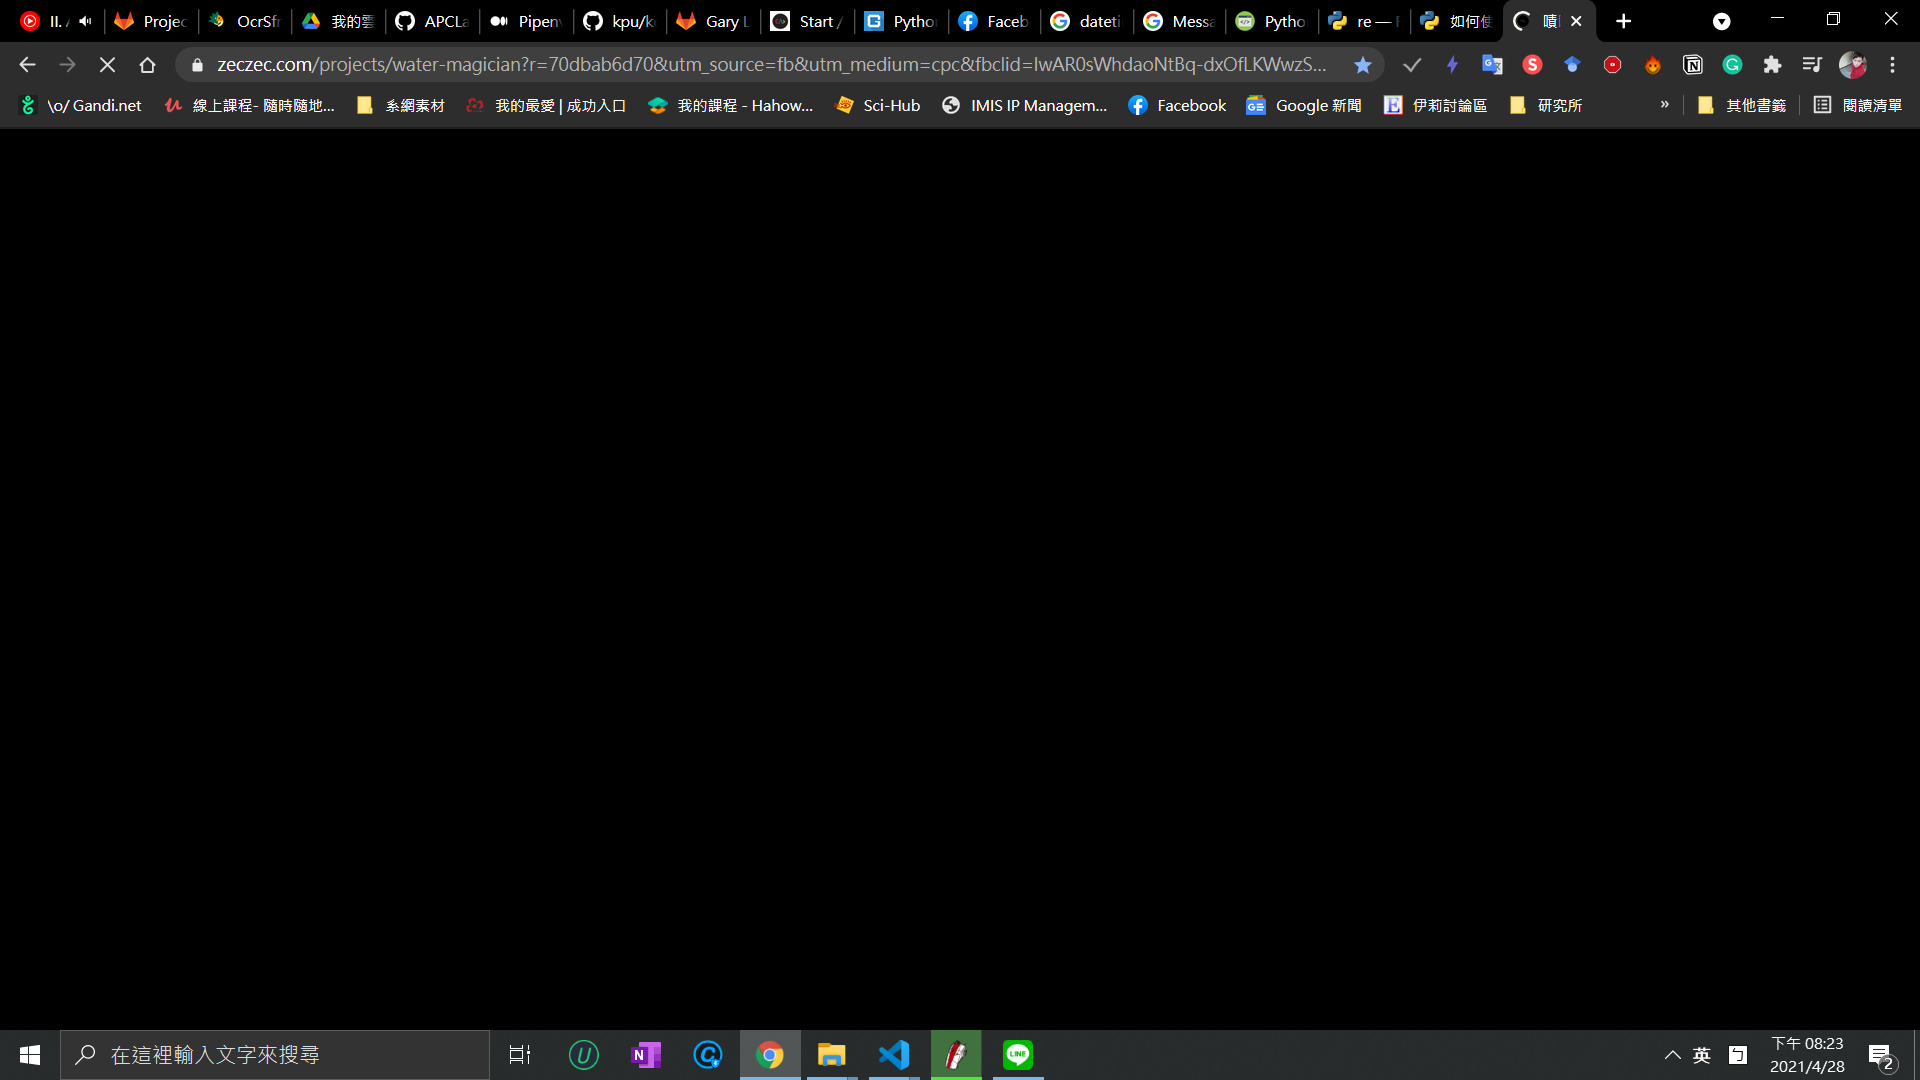 II. /
Projec
OcrSfr
我的雲
APCLa
Pipenv
kpu/k
Gary L
Start /
Pytho
Faceb
dateti
Messa
Pytho
re — F
如何使
嘖
zeczec.com/projects/water-magician?r=70dbab6d70&utm_source=fb&utm_medium=cpc&fbclid=IwAR0sWhdaoNtBq-dxOfLKWwzS...
\o/ Gandi.net
線上課程- 隨時隨地...
系網素材
我的最愛 | 成功入口
我的課程 - Hahow...
Sci-Hub
IMIS IP Managem...
Facebook
Google 新聞
伊莉討論區
研究所
»
其他書籤
閱讀清單
在這裡輸入文字來搜尋
英
下午 08:23
2021/4/28
2